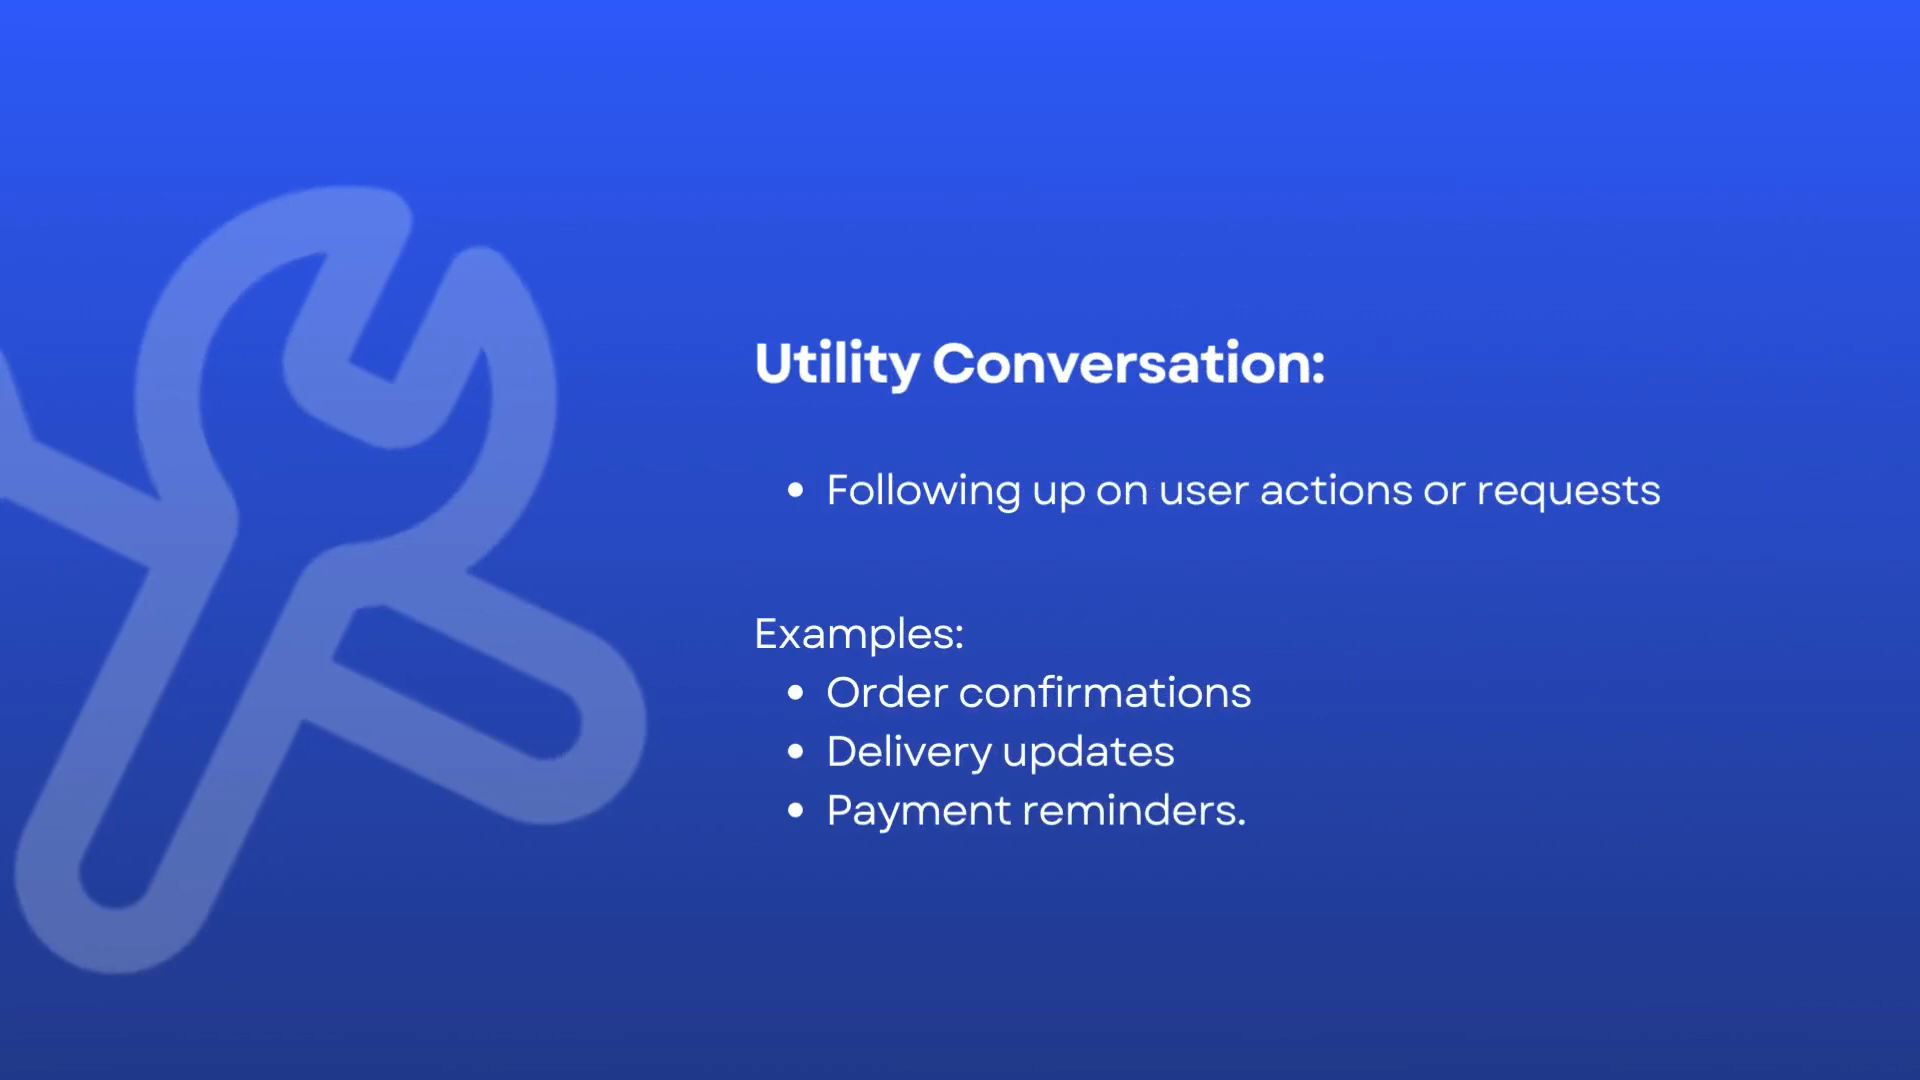 Utility Conversation:
• Following up on user actions or requests
Examples:
• Order confirmations
• Delivery updates
• Payment reminders.